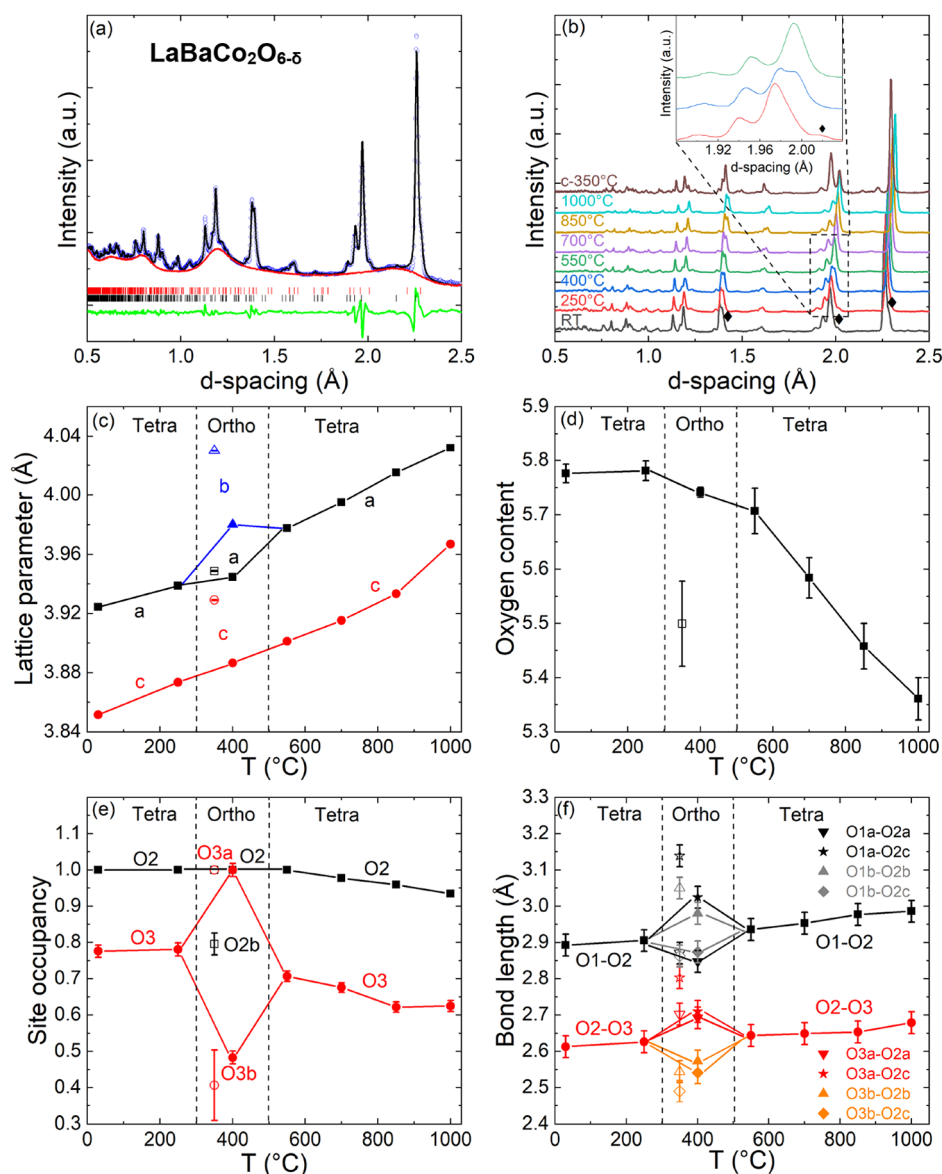 (a)
LaBaCo₂O₆₋δ
Intensity (a.u.)
0.5 1.0 1.5 2.0 2.5
d-spacing (Å)
(b)
Intensity (a.u.)
1.92 1.96 2.00
d-spacing (Å)
c-350°C
1000°C
850°C
700°C
550°C
400°C
250°C
RT
Intensity (a.u.)
0.5 1.0 1.5 2.0 2.5
d-spacing (Å)
(c)
Tetra Ortho Tetra
4.04
4.00
3.96
3.92
3.88
3.84
Lattice parameter (Å)
b
a
a
a
c
c
c
0 200 400 600 800 1000
T (°C)
(d)
Tetra Ortho Tetra
5.9
5.8
5.7
5.6
5.5
5.4
5.3
Oxygen content
0 200 400 600 800 1000
T (°C)
(e)
Tetra Ortho Tetra
1.1
1.0
0.9
0.8
0.7
0.6
0.5
0.4
0.3
Site occupancy
O2
O3a
O2
O2
O3
O2b
O3
O3b
0 200 400 600 800 1000
T (°C)
(f)
Tetra Ortho Tetra
3.3
3.2
3.1
3.0
2.9
2.8
2.7
2.6
2.5
2.4
Bond length (Å)
O1a-O2a
O1a-O2c
O1b-O2b
O1b-O2c
O1-O2
O1-O2
O2-O3
O2-O3
O3a-O2a
O3a-O2c
O3b-O2b
O3b-O2c
0 200 400 600 800 1000
T (°C)